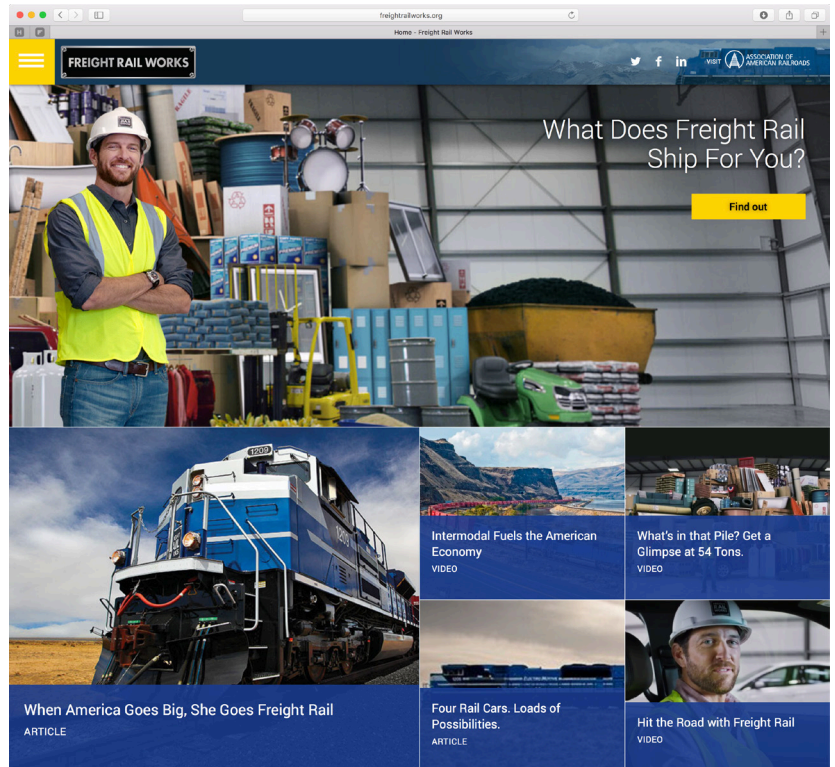 freightrailworks.org
Home - Freight Rail Works
FREIGHT RAIL WORKS
VISIT
ASSOCIATION OF
AMERICAN RAILROADS
What Does Freight Rail
Ship For You?
Find out
1209
1209
When America Goes Big, She Goes Freight Rail
ARTICLE
Intermodal Fuels the American
Economy
VIDEO
What's in that Pile? Get a
Glimpse at 54 Tons.
VIDEO
Four Rail Cars. Loads of
Possibilities.
ARTICLE
Hit the Road with Freight Rail
VIDEO